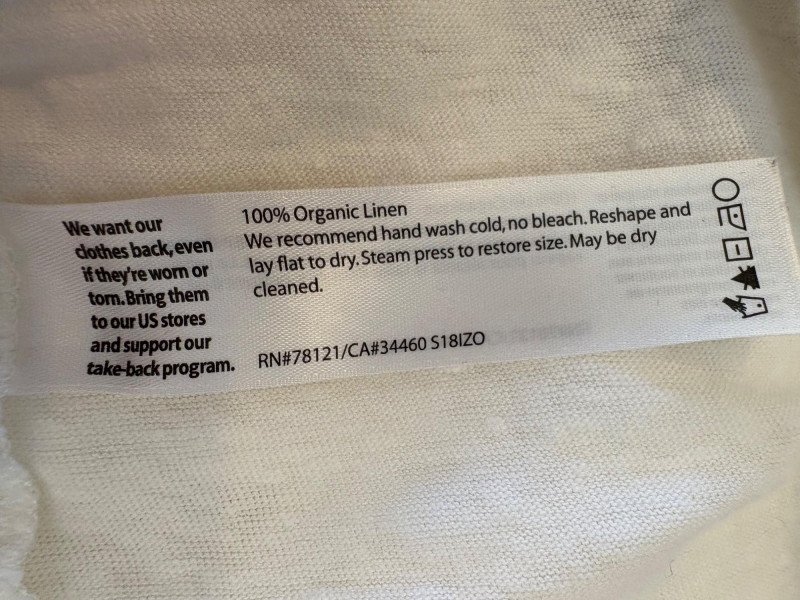 We want our
clothes back, even
if they're worn or
torn. Bring them
to our US stores
and support our
take-back program.
100% Organic Linen
We recommend hand wash cold, no bleach. Reshape and
lay flat to dry. Steam press to restore size. May be dry
cleaned.
RN#78121/CA#34460 S18IZO